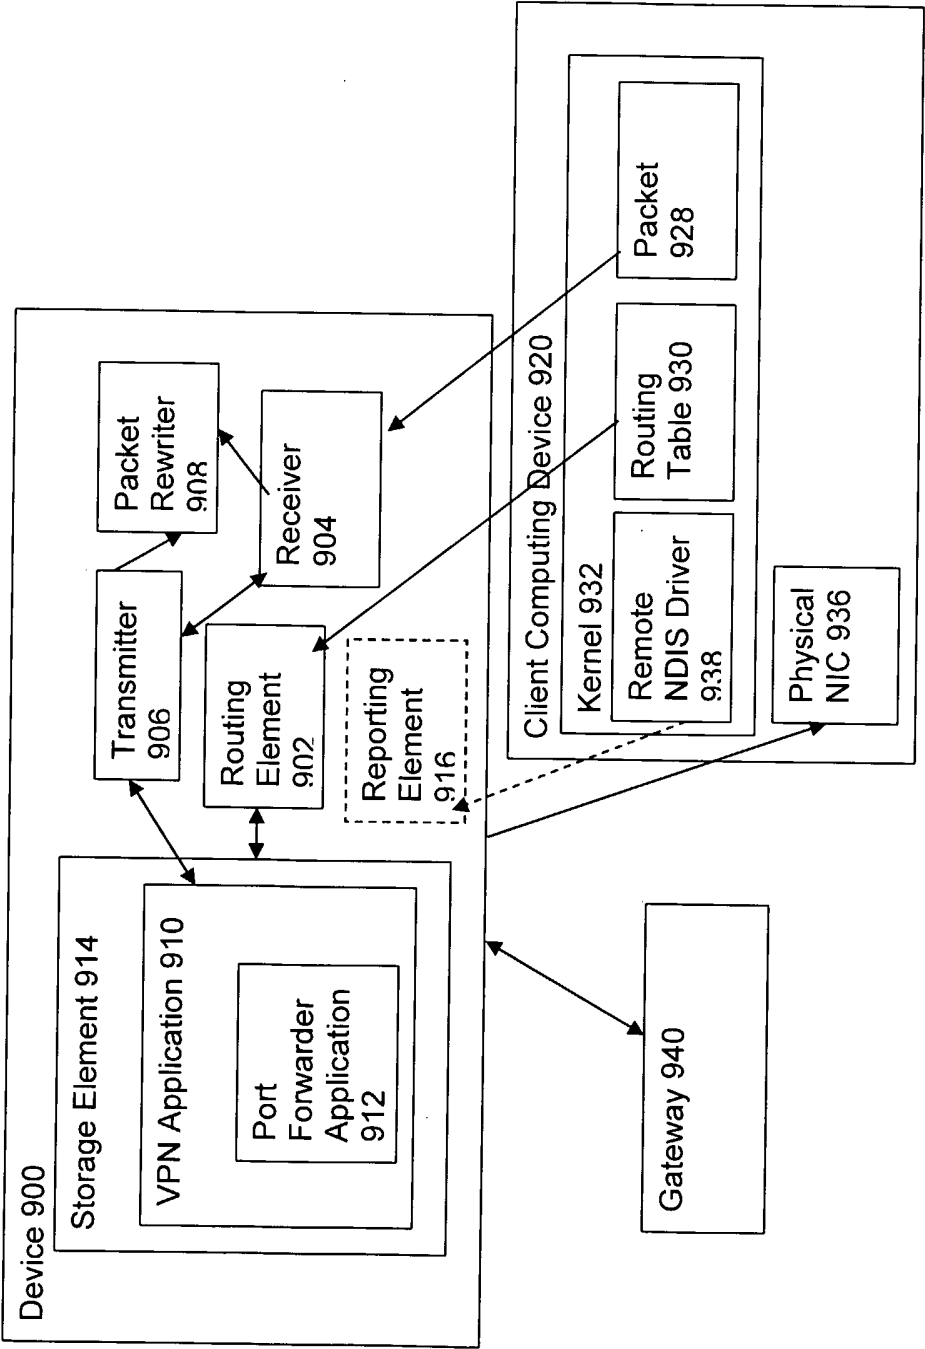 Device 900
Storage Element 914
VPN Application 910
Port
Forwarder
Application
912
Transmitter
906
Packet
Rewriter
908
Routing
Element
902
Receiver
904
Reporting
Element
916
Gateway 940
Client Computing Device 920
Kernel 932
Remote
NDIS Driver
938
Routing
Table 930
Packet
928
Physical
NIC 936